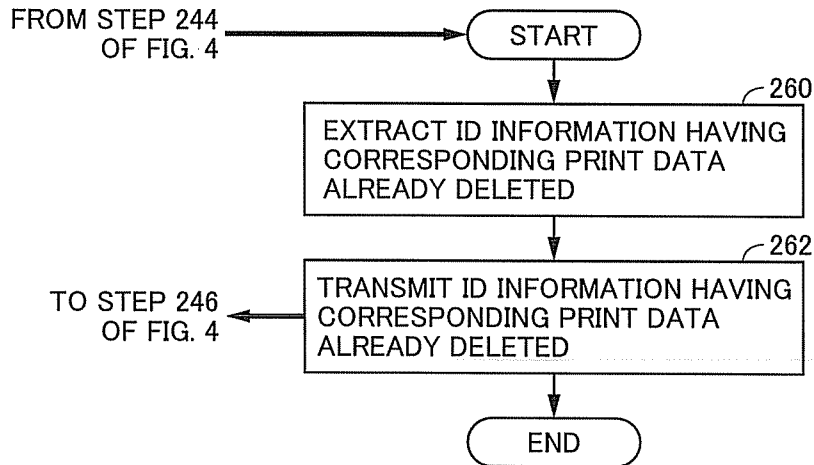 FROM STEP 244
OF FIG. 4
START
260
EXTRACT ID INFORMATION HAVING
CORRESPONDING PRINT DATA
ALREADY DELETED
262
TRANSMIT ID INFORMATION HAVING
CORRESPONDING PRINT DATA
ALREADY DELETED
TO STEP 246
OF FIG. 4
END